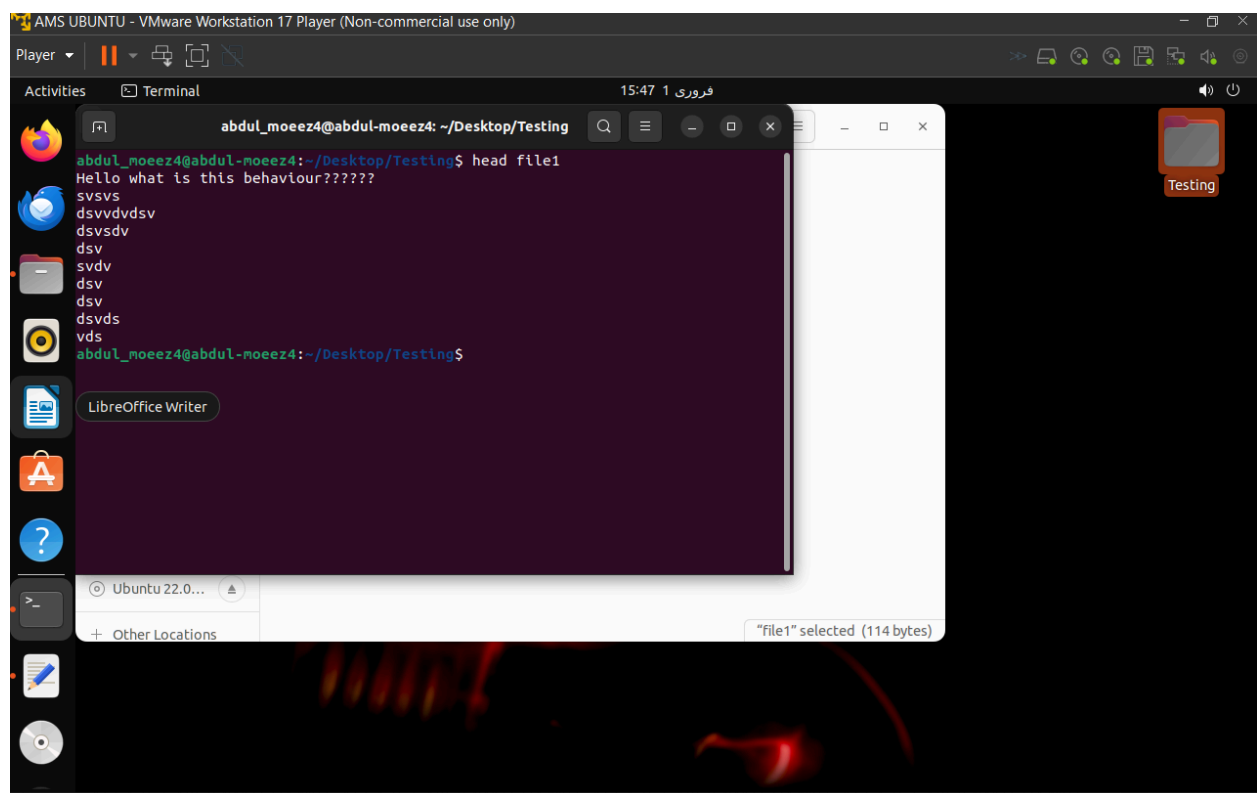 AMS UBUNTU - VMware Workstation 17 Player (Non-commercial use only)
Player
Activities
Terminal
15:47 1 فروری
abdul_moeez4@abdul-moeez4: ~/Desktop/Testing
abdul_moeez4@abdul-moeez4:~/Desktop/Testing$ head file1
Hello what is this behaviour??????
svsvs
dsvvdvdsv
dsvsdv
dsv
svdv
dsv
dsv
dsvds
vds
abdul_moeez4@abdul-moeez4:~/Desktop/Testing$
LibreOffice Writer
Testing
Ubuntu 22.0...
+ Other Locations
"file1" selected (114 bytes)